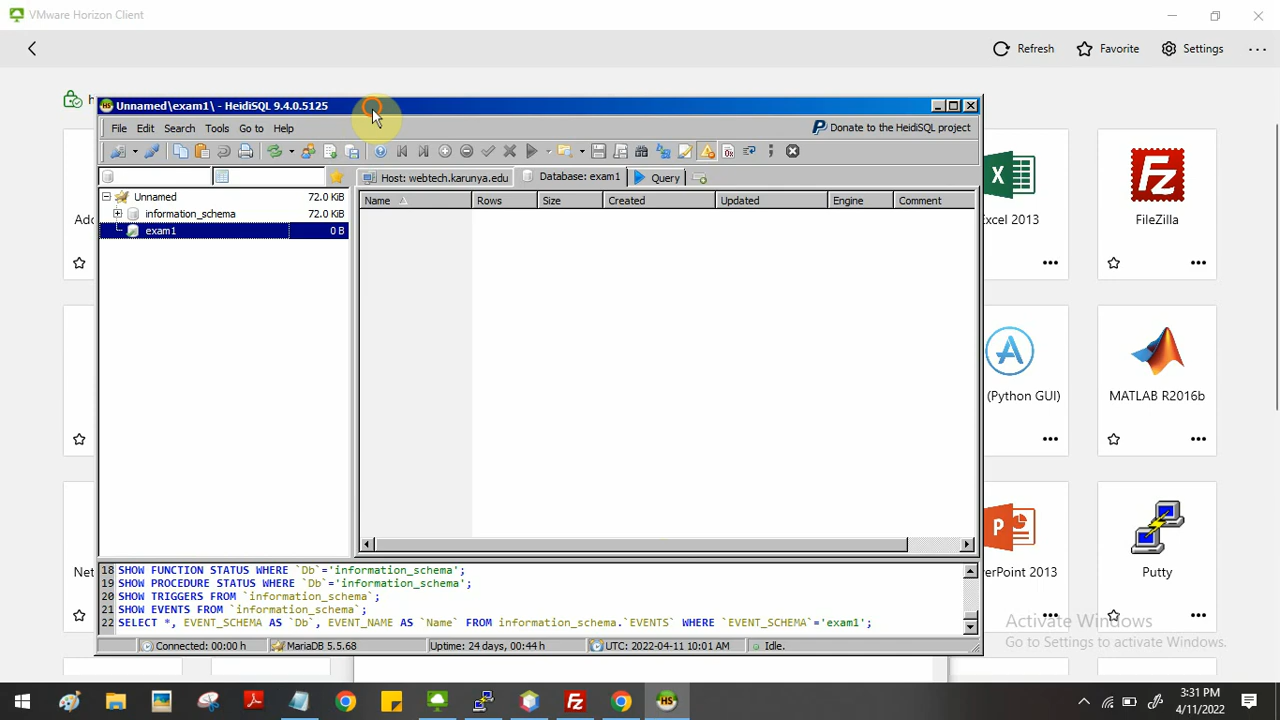 VMware Horizon Client
Refresh
Favorite
Settings
h
Unnamed\exam1\ - HeidiSQL 9.4.0.5125
File Edit Search Tools Go to Help
Donate to the HeidiSQL project
Host: webtech.karunya.edu
Database: exam1
Query
Unnamed 72.0 KiB
information_schema 72.0 KiB
exam1 0 B
Name Rows Size Created Updated Engine Comment
Ado
Excel 2013
FileZilla
(Python GUI)
MATLAB R2016b
Net
erPoint 2013
Putty
18 SHOW FUNCTION STATUS WHERE `Db`='information_schema';
19 SHOW PROCEDURE STATUS WHERE `Db`='information_schema';
20 SHOW TRIGGERS FROM `information_schema`;
21 SHOW EVENTS FROM `information_schema`;
22 SELECT *, EVENT_SCHEMA AS `Db`, EVENT_NAME AS `Name` FROM information_schema.`EVENTS` WHERE `EVENT_SCHEMA`='exam1';
Connected: 00:00 h
MariaDB 5.5.68
Uptime: 24 days, 00:44 h
UTC: 2022-04-11 10:01 AM
Idle.
Activate Windows
Go to Settings to activate Windows.
3:31 PM
4/11/2022